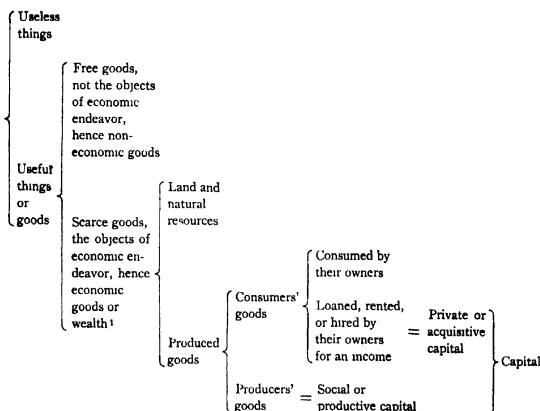 Useless
things
Free goods,
not the objects
of economic
endeavor,
hence non-
economic goods
Useful
things
or
goods
Scarce goods,
the objects of
economic en-
deavor, hence
economic
goods or
wealth¹
Land and
natural
resources
Produced
goods
Consumers'
goods
Consumed by
their owners
Loaned, rented,
or hired by
their owners
for an income
= Private or
acquisitive
capital
Producers'
goods
= Social or
productive capital
Capital